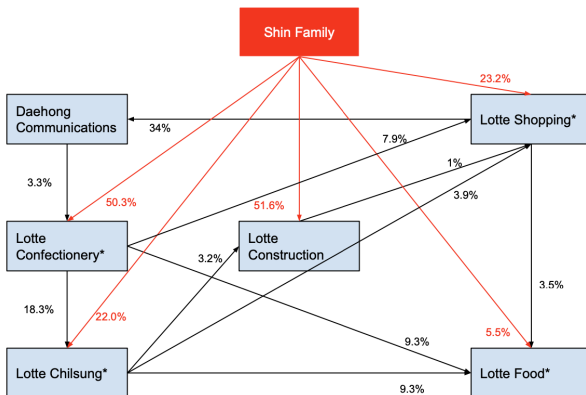 Shin Family
23.2%
Daehong
Communications
Lotte Shopping*
34%
7.9%
1%
3.3%
3.9%
50.3%
51.6%
Lotte
Confectionery*
Lotte
Construction
3.2%
3.5%
18.3%
22.0%
5.5%
9.3%
Lotte Chilsung*
Lotte Food*
9.3%